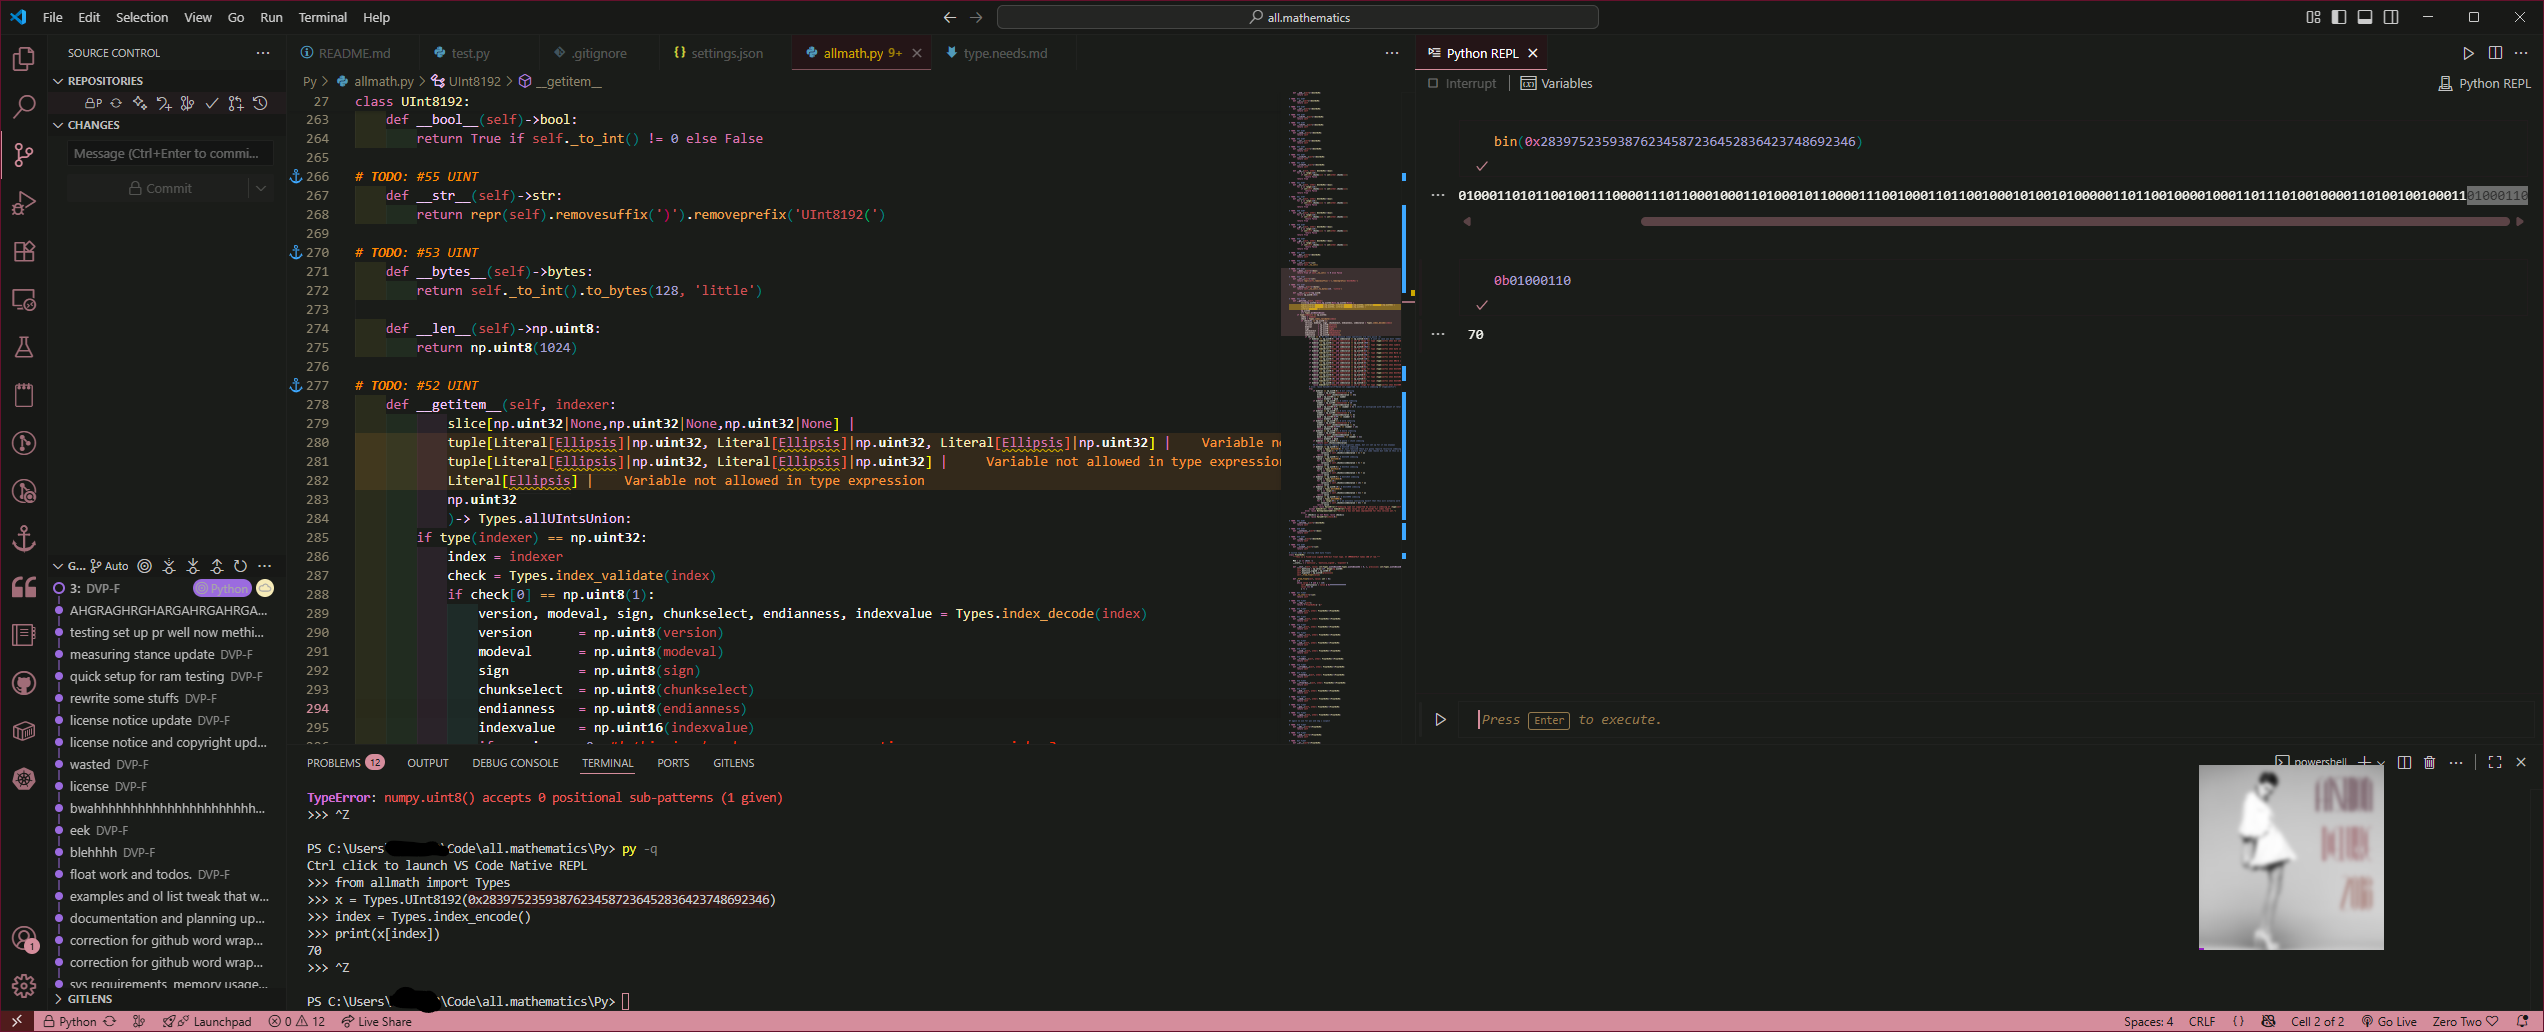 File Edit Selection View Go Run Terminal Help
all.mathematics
SOURCE CONTROL
REPOSITORIES
CHANGES
Message (Ctrl+Enter to commi...
Commit
G... Auto
3: DVP-F Python
AHGRAGHRGHARGAHRGAHRGA...
testing set up pr well now methi...
measuring stance update DVP-F
quick setup for ram testing DVP-F
rewrite some stuffs DVP-F
license notice update DVP-F
license notice and copyright upd...
wasted DVP-F
license DVP-F
eek DVP-F
blehhhh DVP-F
float work and todos. DVP-F
examples and ol list tweak that w...
documentation and planning up...
correction for github word wrap...
correction for github word wrap...
sys requirements, memory usage...
GITLENS
README.md test.py .gitignore settings.json allmath.py 9+ type.needs.md
Py > allmath.py > UInt8192 > __getitem__
27 class UInt8192:
263 def __bool__(self)->bool:
264 return True if self._to_int() != 0 else False
265
266 # TODO: #55 UINT
267 def __str__(self)->str:
268 return repr(self).removesuffix(')').removeprefix('UInt8192(')
269
270 # TODO: #53 UINT
271 def __bytes__(self)->bytes:
272 return self._to_int().to_bytes(128, 'little')
273
274 def __len__(self)->np.uint8:
275 return np.uint8(1024)
276
277 # TODO: #52 UINT
278 def __getitem__(self, indexer:
279 slice[np.uint32|None,np.uint32|None,np.uint32|None] |
280 tuple[Literal[Ellipsis]|np.uint32, Literal[Ellipsis]|np.uint32, Literal[Ellipsis]|np.uint32] | Variable no
281 tuple[Literal[Ellipsis]|np.uint32, Literal[Ellipsis]|np.uint32] | Variable not allowed in type expression
282 Literal[Ellipsis] | Variable not allowed in type expression
283 np.uint32
284 )-> Types.allUIntsUnion:
285 if type(indexer) == np.uint32:
286 index = indexer
287 check = Types.index_validate(index)
288 if check[0] == np.uint8(1):
289 version, modeval, sign, chunkselect, endianness, indexvalue = Types.index_decode(index)
290 version = np.uint8(version)
291 modeval = np.uint8(modeval)
292 sign = np.uint8(sign)
293 chunkselect = np.uint8(chunkselect)
294 endianness = np.uint8(endianness)
295 indexvalue = np.uint16(indexvalue)
Python REPL
Interrupt Variables Python REPL
bin(0x28397523593876234587236452836423748692346)
0b01000110
70
Press Enter to execute.
PROBLEMS 12 OUTPUT DEBUG CONSOLE TERMINAL PORTS GITLENS
powershell
TypeError: numpy.uint8() accepts 0 positional sub-patterns (1 given)
>>> ^Z
PS C:\Users\ \Code\all.mathematics\Py> py -q
Ctrl click to launch VS Code Native REPL
>>> from allmath import Types
>>> x = Types.UInt8192(0x28397523593876234587236452836423748692346)
>>> index = Types.index_encode()
>>> print(x[index])
70
>>> ^Z
PS C:\Users\ \Code\all.mathematics\Py>
Python Launchpad 0 12 Live Share
Spaces: 4 CRLF {} Cell 2 of 2 Go Live Zero Two